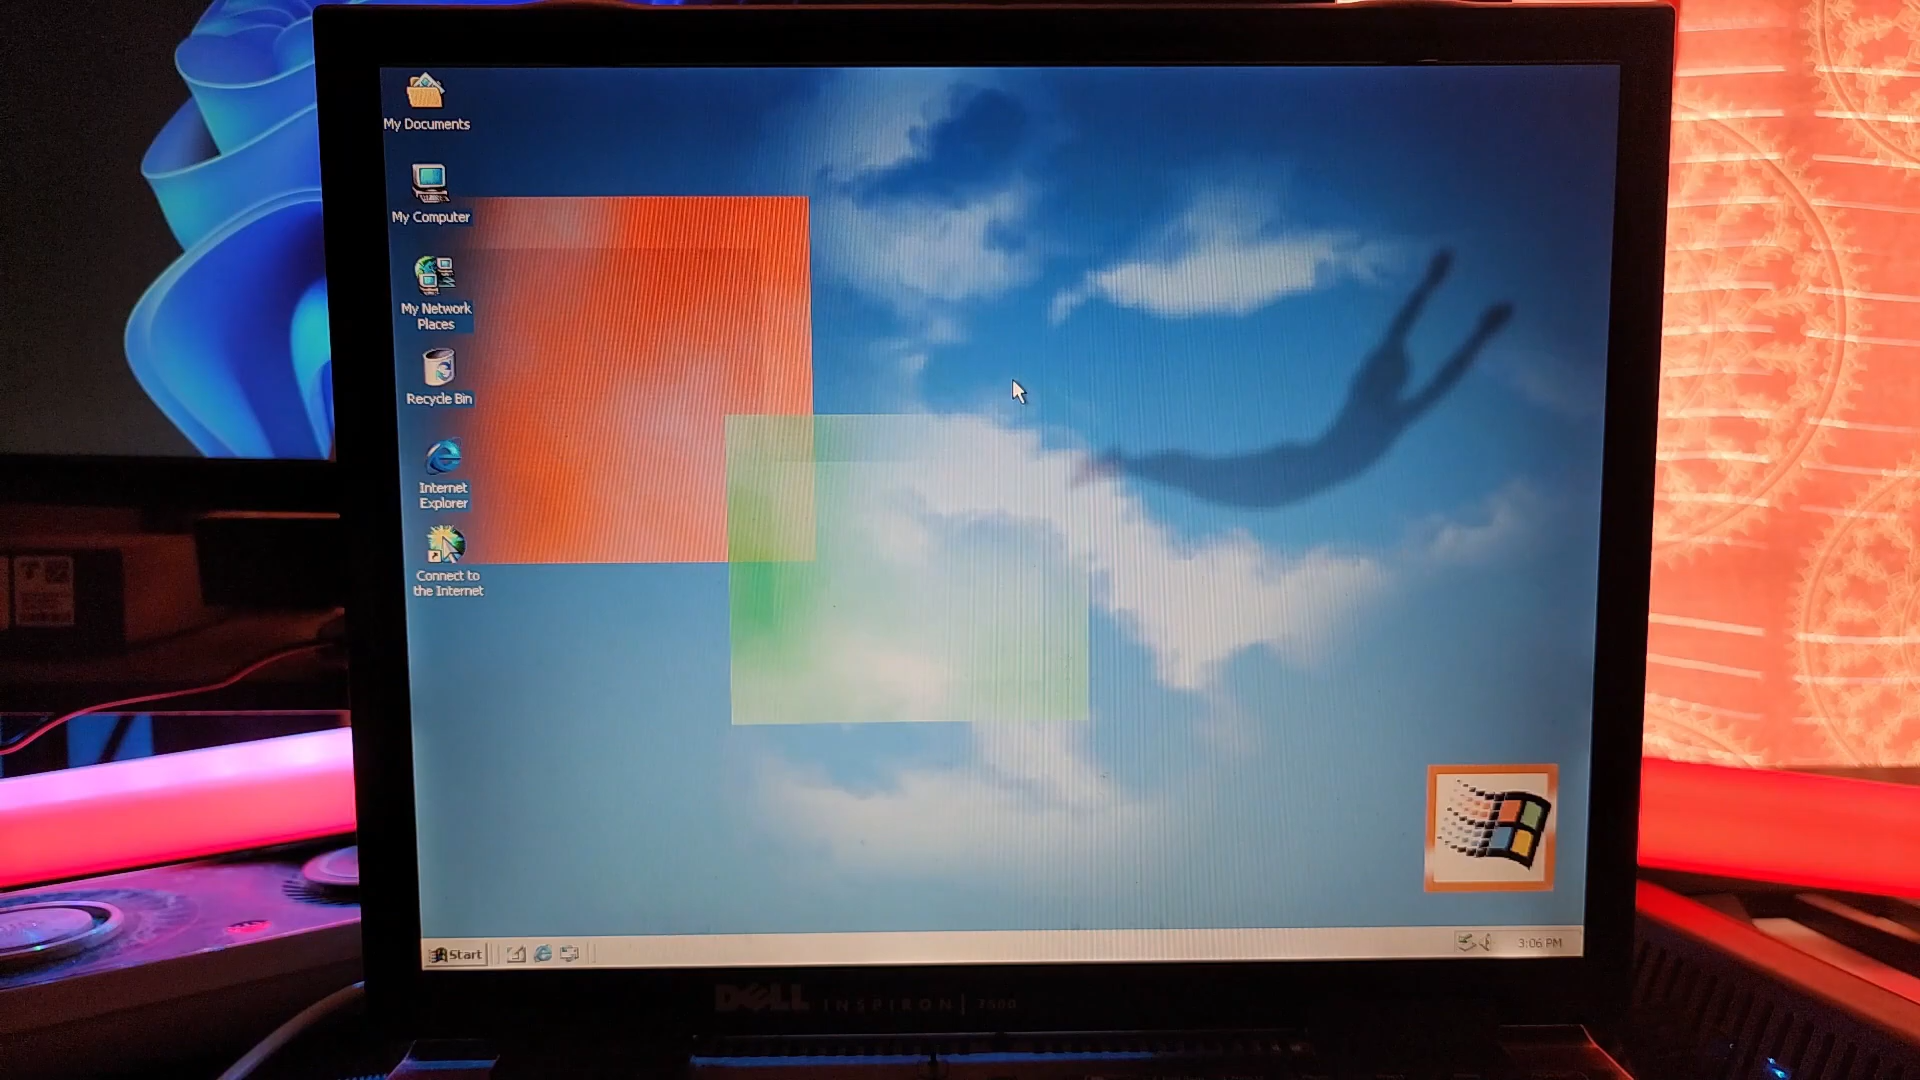 My Documents
My Computer
My Network
Places
Recycle Bin
Internet
Explorer
Connect to
the Internet
Start
3:06 PM
DELL INSPIRON | 7500